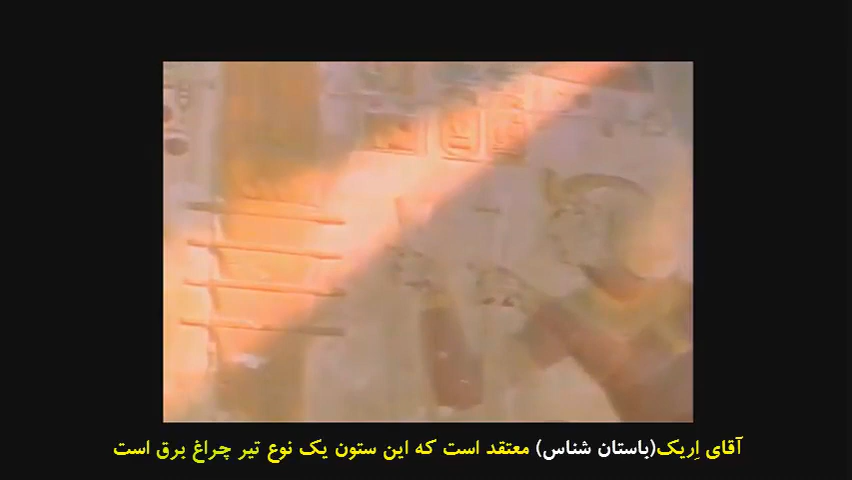 آقای اِریک(باستان شناس) معتقد است که این ستون یک نوع تیر چراغ برق است